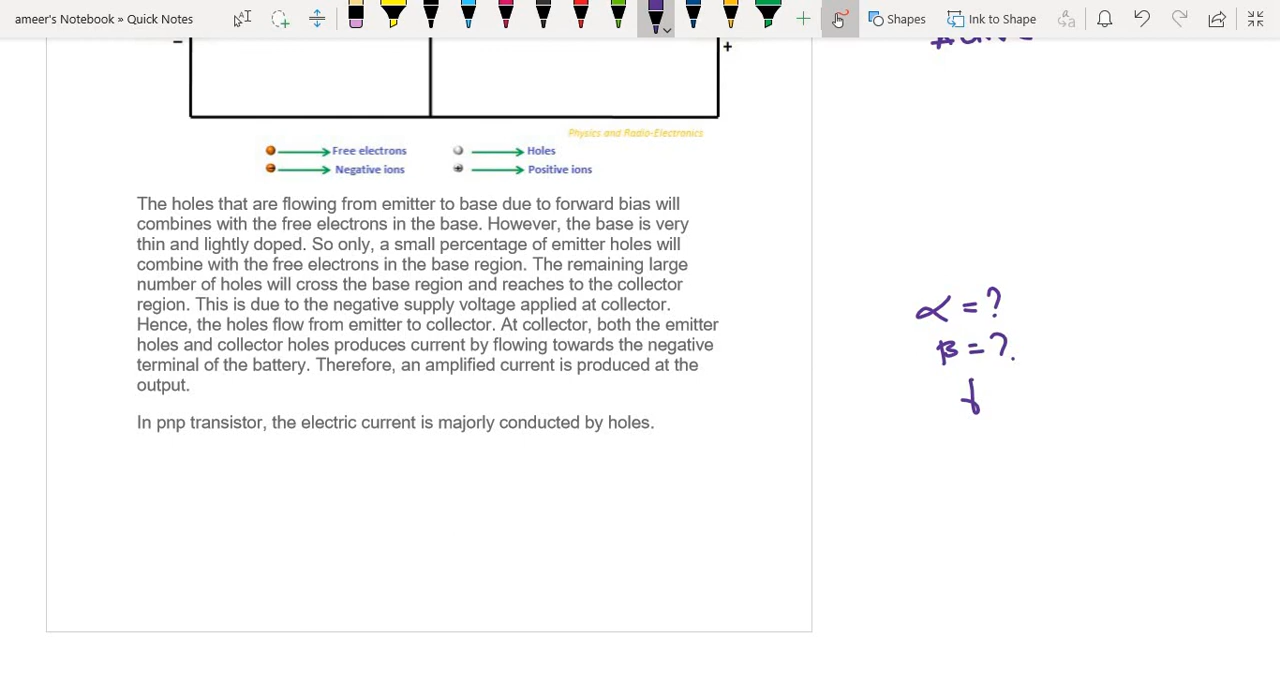 ameer's Notebook » Quick Notes
Shapes
Ink to Shape
− +
Physics and Radio-Electronics
Free electrons Holes
Negative ions Positive ions
The holes that are flowing from emitter to base due to forward bias will
combines with the free electrons in the base. However, the base is very
thin and lightly doped. So only, a small percentage of emitter holes will
combine with the free electrons in the base region. The remaining large
number of holes will cross the base region and reaches to the collector
region. This is due to the negative supply voltage applied at collector.
Hence, the holes flow from emitter to collector. At collector, both the emitter
holes and collector holes produces current by flowing towards the negative
terminal of the battery. Therefore, an amplified current is produced at the
output.
In pnp transistor, the electric current is majorly conducted by holes.
α = ?
β = ?.